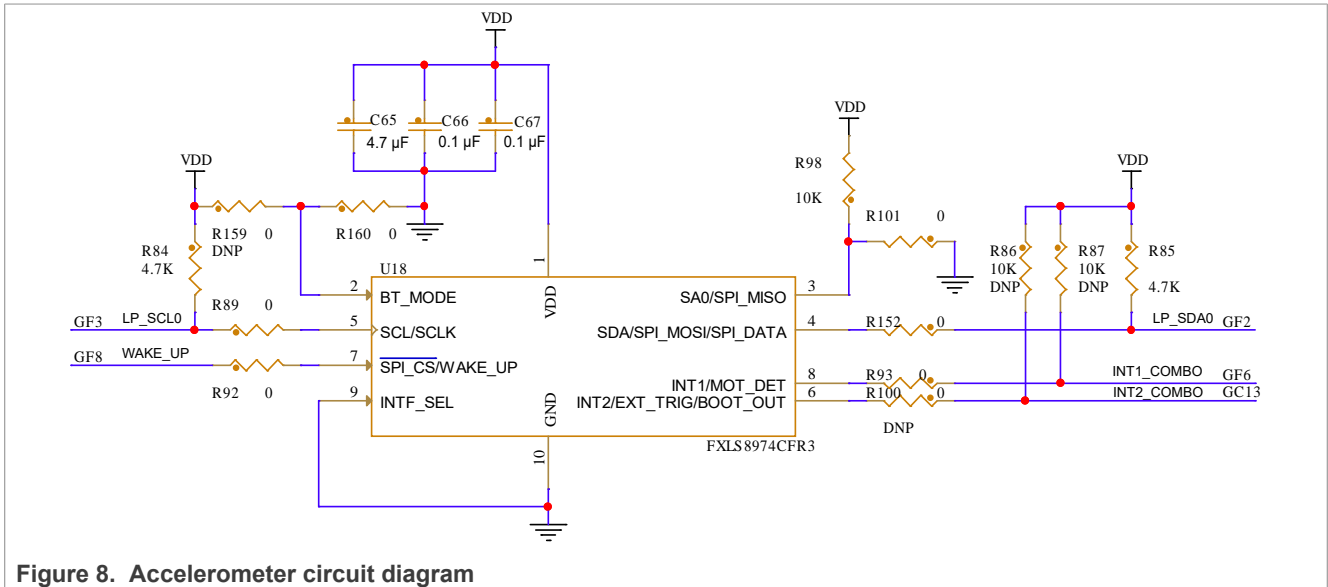 VDD
VDD
C65
C66
C67
4.7 µF
0.1 µF
0.1 µF
VDD
R98
10K
VDD
R159
0
DNP
R160
0
R101
0
R84
4.7K
U18
1
VDD
R86
10K
DNP
R87
10K
DNP
R85
4.7K
2
BT_MODE
SA0/SPI_MISO
3
R89
0
GF3
LP_SCL0
5
SCL/SCLK
SDA/SPI_MOSI/SPI_DATA
4
R152
0
LP_SDA0
GF2
GF8
WAKE_UP
7
SPI_CS/WAKE_UP
R92
0
INT1/MOT_DET
8
R93
0
INT1_COMBO
GF6
9
INTF_SEL
GND
INT2/EXT_TRIG/BOOT_OUT
6
R100
0
INT2_COMBO
GC13
DNP
FXLS8974CFR3
10
Figure 8. Accelerometer circuit diagram